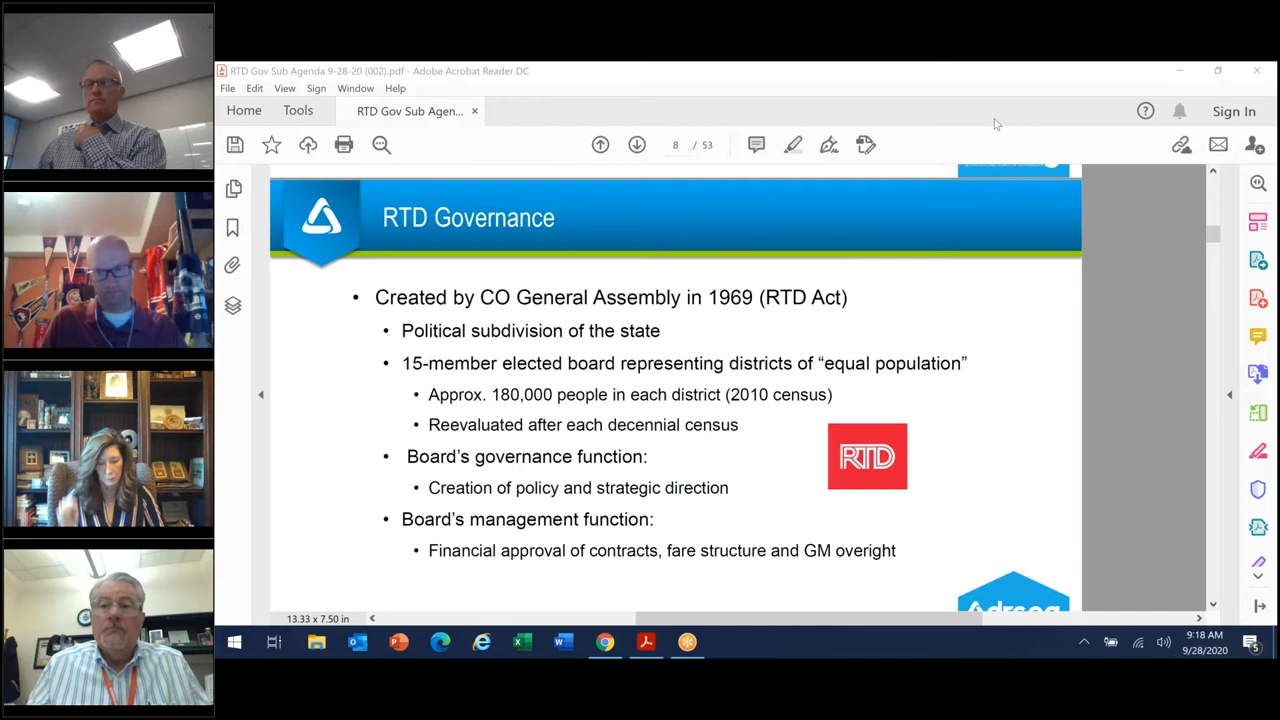 RTD Gov Sub Agenda 9-28-20 (002).pdf - Adobe Acrobat Reader DC
File Edit View Sign Window Help
Home Tools RTD Gov Sub Agen... × Sign In
8 / 53
RTD Governance
• Created by CO General Assembly in 1969 (RTD Act)
• Political subdivision of the state
• 15-member elected board representing districts of “equal population”
• Approx. 180,000 people in each district (2010 census)
• Reevaluated after each decennial census
• Board’s governance function:
• Creation of policy and strategic direction
• Board’s management function:
• Financial approval of contracts, fare structure and GM overight
RTD
drcog
13.33 x 7.50 in
9:18 AM
9/28/2020
5